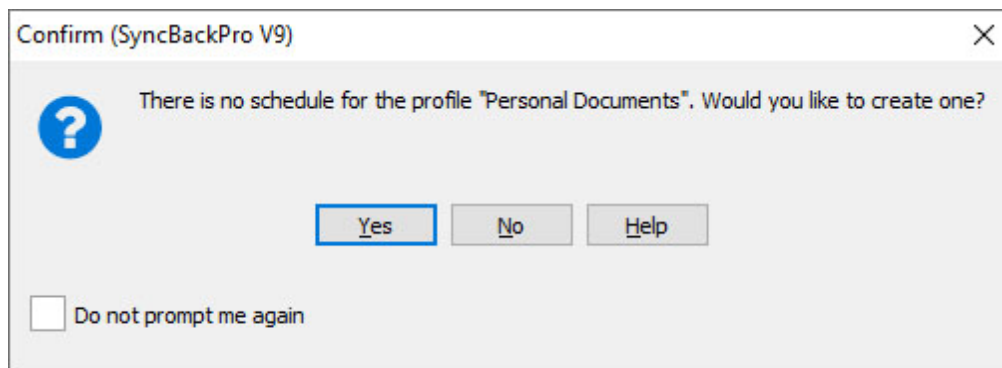 Confirm (SyncBackPro V9)
There is no schedule for the profile "Personal Documents". Would you like to create one?
Yes
No
Help
Do not prompt me again